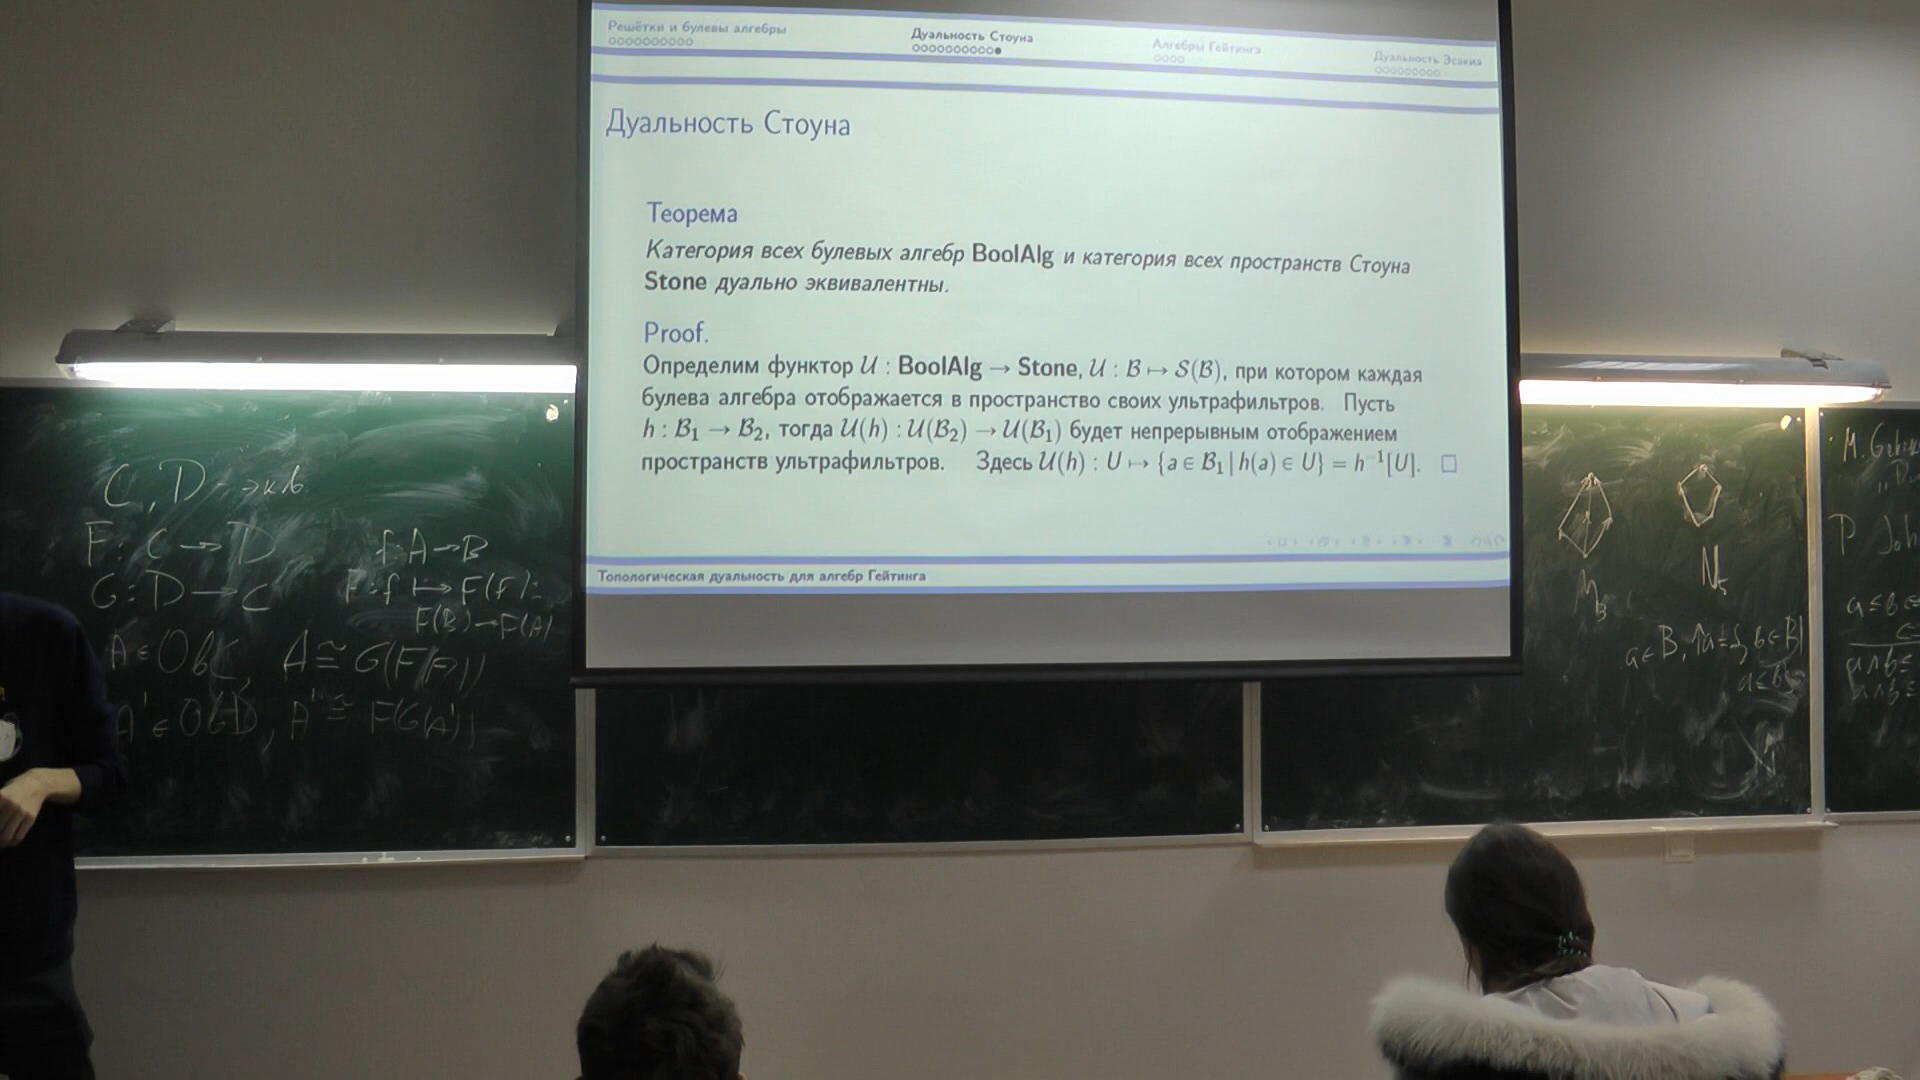 Решётки и булевы алгебры
Дуальность Стоуна
Алгебры Гейтинга
Дуальность Эсакиа
Дуальность Стоуна
Теорема
Категория всех булевых алгебр BoolAlg и категория всех пространств Стоуна
Stone дуально эквивалентны.
Proof.
Определим функтор 𝒰 : BoolAlg → Stone, 𝒰 : ℬ ↦ 𝒮(ℬ), при котором каждая
булева алгебра отображается в пространство своих ультрафильтров. Пусть
h : ℬ₁ → ℬ₂, тогда 𝒰(h) : 𝒰(ℬ₂) → 𝒰(ℬ₁) будет непрерывным отображением
пространств ультрафильтров. Здесь 𝒰(h) : U ↦ {a ∈ ℬ₁ | h(a) ∈ U} = h⁻¹[U]. □
Топологическая дуальность для алгебр Гейтинга
C, D - экв.
F: C → D
G: D → C
f: A → B
F: f ↦ F(f):
F(B) → F(A)
A ∈ Ob C, A ≅ G(F(A))
A' ∈ Ob D, A' ≅ F(G(A'))
M₃
N₅
a ∈ B, ↑a = {b ∈ B |
a ≤ b}
P. Joh
a ≤ b